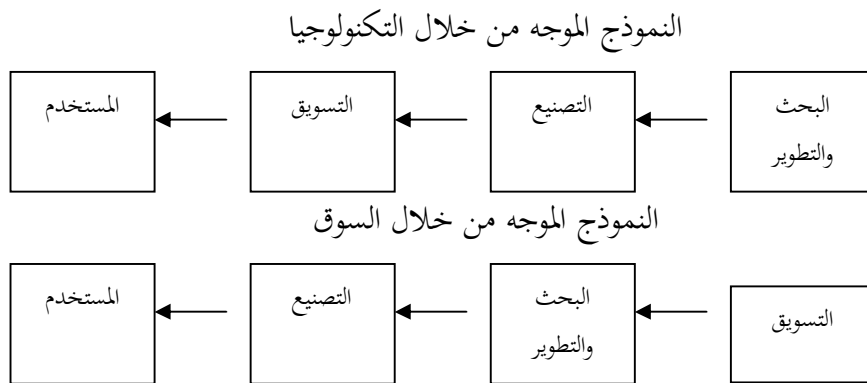 النموذج الموجه من خلال التكنولوجيا
البحث
والتطوير
التصنيع
التسويق
المستخدم
النموذج الموجه من خلال السوق
التسويق
البحث
والتطوير
التصنيع
المستخدم